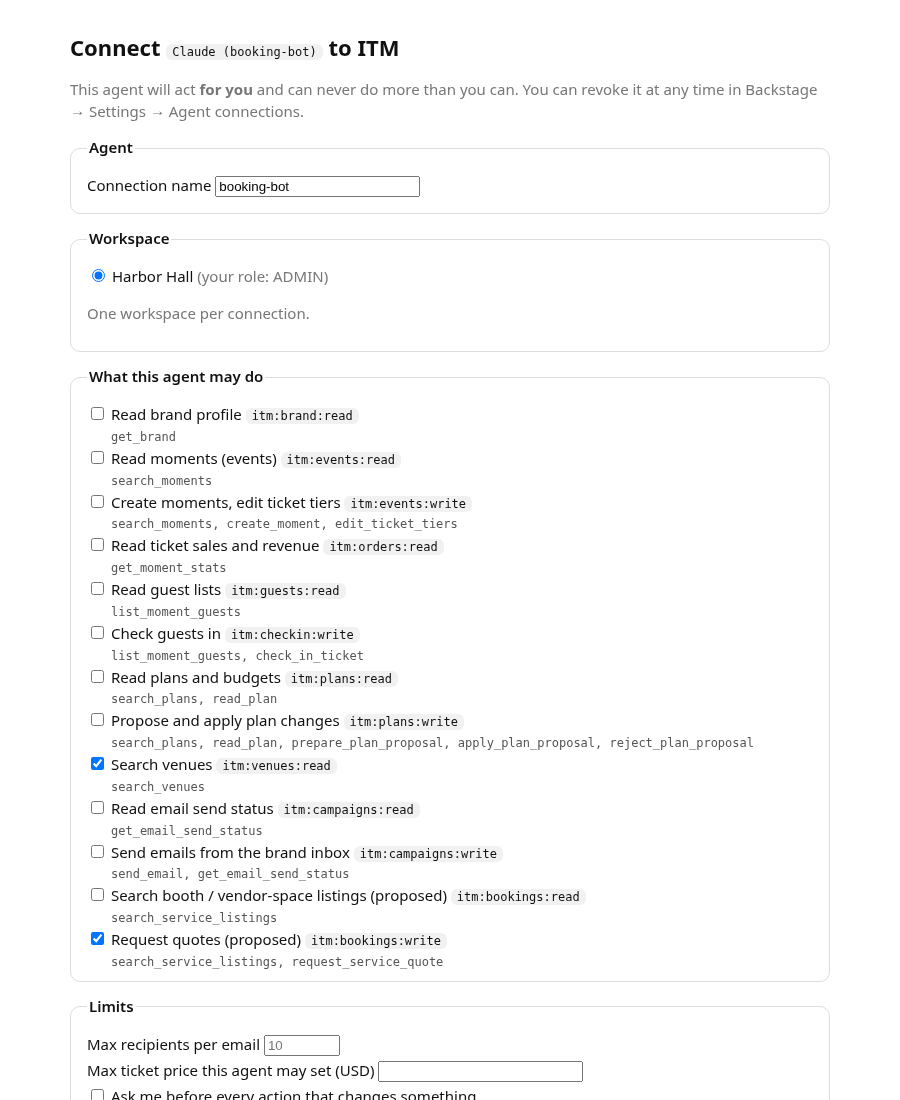 Connect Claude (booking-bot) to ITM
This agent will act for you and can never do more than you can. You can revoke it at any time in Backstage
→ Settings → Agent connections.
Agent
Connection name booking-bot
Workspace
Harbor Hall (your role: ADMIN)
One workspace per connection.
What this agent may do
Read brand profile itm:brand:read
get_brand
Read moments (events) itm:events:read
search_moments
Create moments, edit ticket tiers itm:events:write
search_moments, create_moment, edit_ticket_tiers
Read ticket sales and revenue itm:orders:read
get_moment_stats
Read guest lists itm:guests:read
list_moment_guests
Check guests in itm:checkin:write
list_moment_guests, check_in_ticket
Read plans and budgets itm:plans:read
search_plans, read_plan
Propose and apply plan changes itm:plans:write
search_plans, read_plan, prepare_plan_proposal, apply_plan_proposal, reject_plan_proposal
Search venues itm:venues:read
search_venues
Read email send status itm:campaigns:read
get_email_send_status
Send emails from the brand inbox itm:campaigns:write
send_email, get_email_send_status
Search booth / vendor-space listings (proposed) itm:bookings:read
search_service_listings
Request quotes (proposed) itm:bookings:write
search_service_listings, request_service_quote
Limits
Max recipients per email 10
Max ticket price this agent may set (USD)
Ask me before every action that changes something